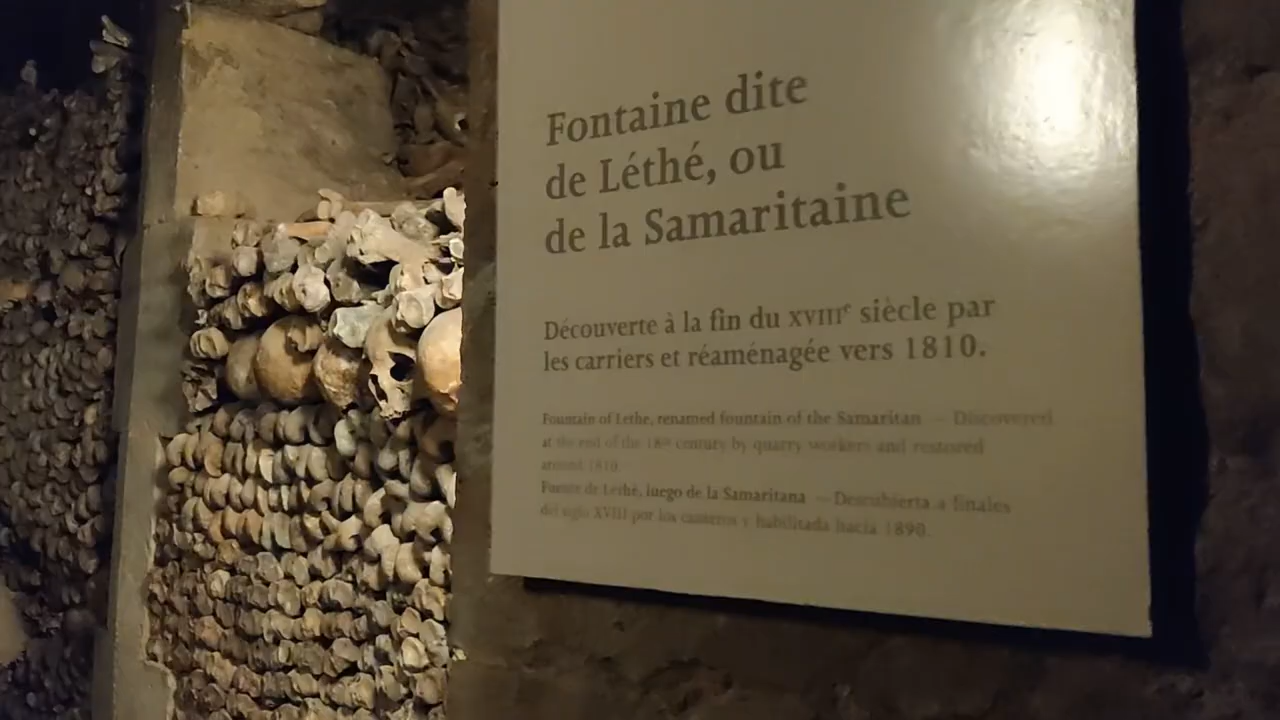 Fontaine dite
de Léthé, ou
de la Samaritaine
Découverte à la fin du XVIIIe siècle par
les carriers et réaménagée vers 1810.
Fountain of Lethe, renamed fountain of the Samaritan — Discovered
at the end of the 18th century by quarry workers and restored
around 1810.
Fuente de Lethé, luego de la Samaritana — Descubierta a finales
del siglo XVIII por los canteros y habilitada hacia 1890.